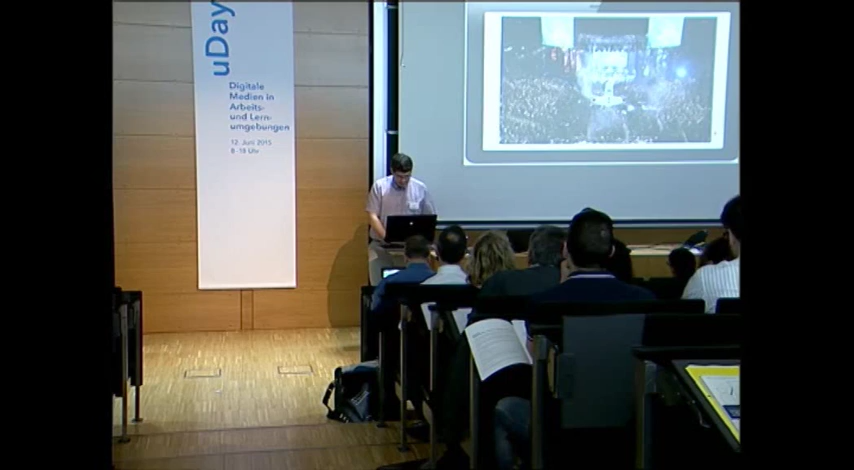 uDay
Digitale
Medien in
Arbeits-
und Lern-
umgebungen
12. Juni 2015
8 - 18 Uhr